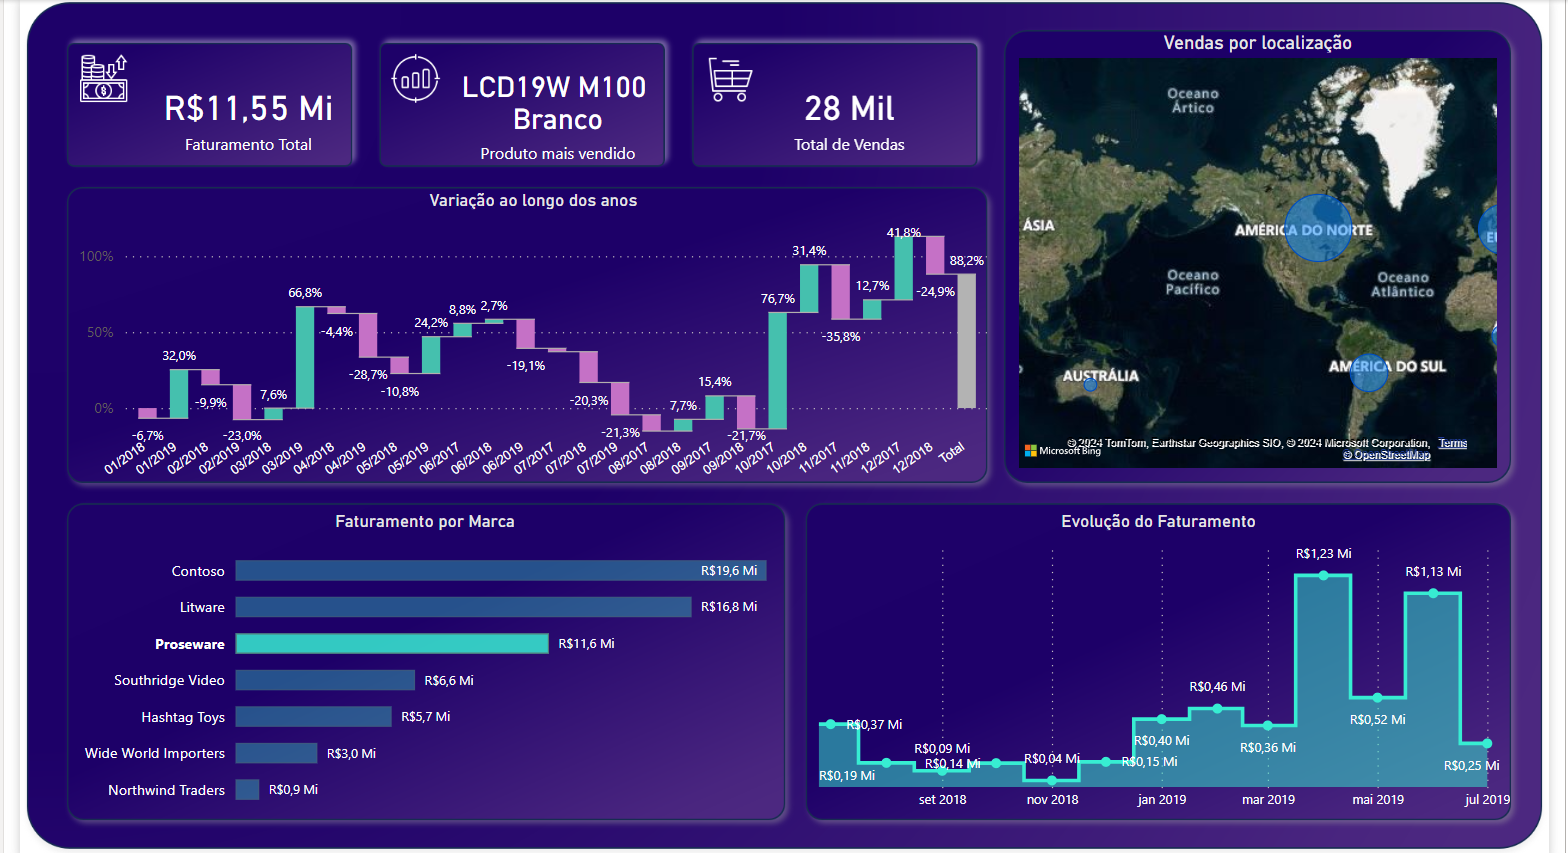 R$11,55 Mi
Faturamento Total
LCD19W M100
Branco
Produto mais vendido
28 Mil
Total de Vendas
Vendas por localização
Oceano
Ártico
ÁSIA
AMÉRICA DO NORTE
Oceano
Pacífico
Oceano
Atlântico
AMÉRICA DO SUL
AUSTRÁLIA
© 2024 TomTom, Earthstar Geographics SIO, © 2024 Microsoft Corporation, Terms
Microsoft Bing
© OpenStreetMap
Variação ao longo dos anos
100%
50%
0%
-6,7%
32,0%
-9,9%
-23,0%
7,6%
66,8%
-4,4%
-28,7%
-10,8%
24,2%
8,8%
2,7%
-19,1%
-20,3%
-21,3%
7,7%
15,4%
-21,7%
76,7%
31,4%
-35,8%
12,7%
41,8%
-24,9%
88,2%
01/2018
01/2019
02/2018
02/2019
03/2018
03/2019
04/2018
04/2019
05/2018
05/2019
06/2017
06/2018
06/2019
07/2017
07/2018
07/2019
08/2017
08/2018
09/2017
09/2018
10/2017
10/2018
11/2017
11/2018
12/2017
12/2018
Total
Faturamento por Marca
Contoso
R$19,6 Mi
Litware
R$16,8 Mi
Proseware
R$11,6 Mi
Southridge Video
R$6,6 Mi
Hashtag Toys
R$5,7 Mi
Wide World Importers
R$3,0 Mi
Northwind Traders
R$0,9 Mi
Evolução do Faturamento
R$0,37 Mi
R$0,19 Mi
R$0,09 Mi
R$0,14 Mi
R$0,04 Mi
R$0,15 Mi
R$0,40 Mi
R$0,46 Mi
R$0,36 Mi
R$1,23 Mi
R$0,52 Mi
R$1,13 Mi
R$0,25 Mi
set 2018
nov 2018
jan 2019
mar 2019
mai 2019
jul 2019